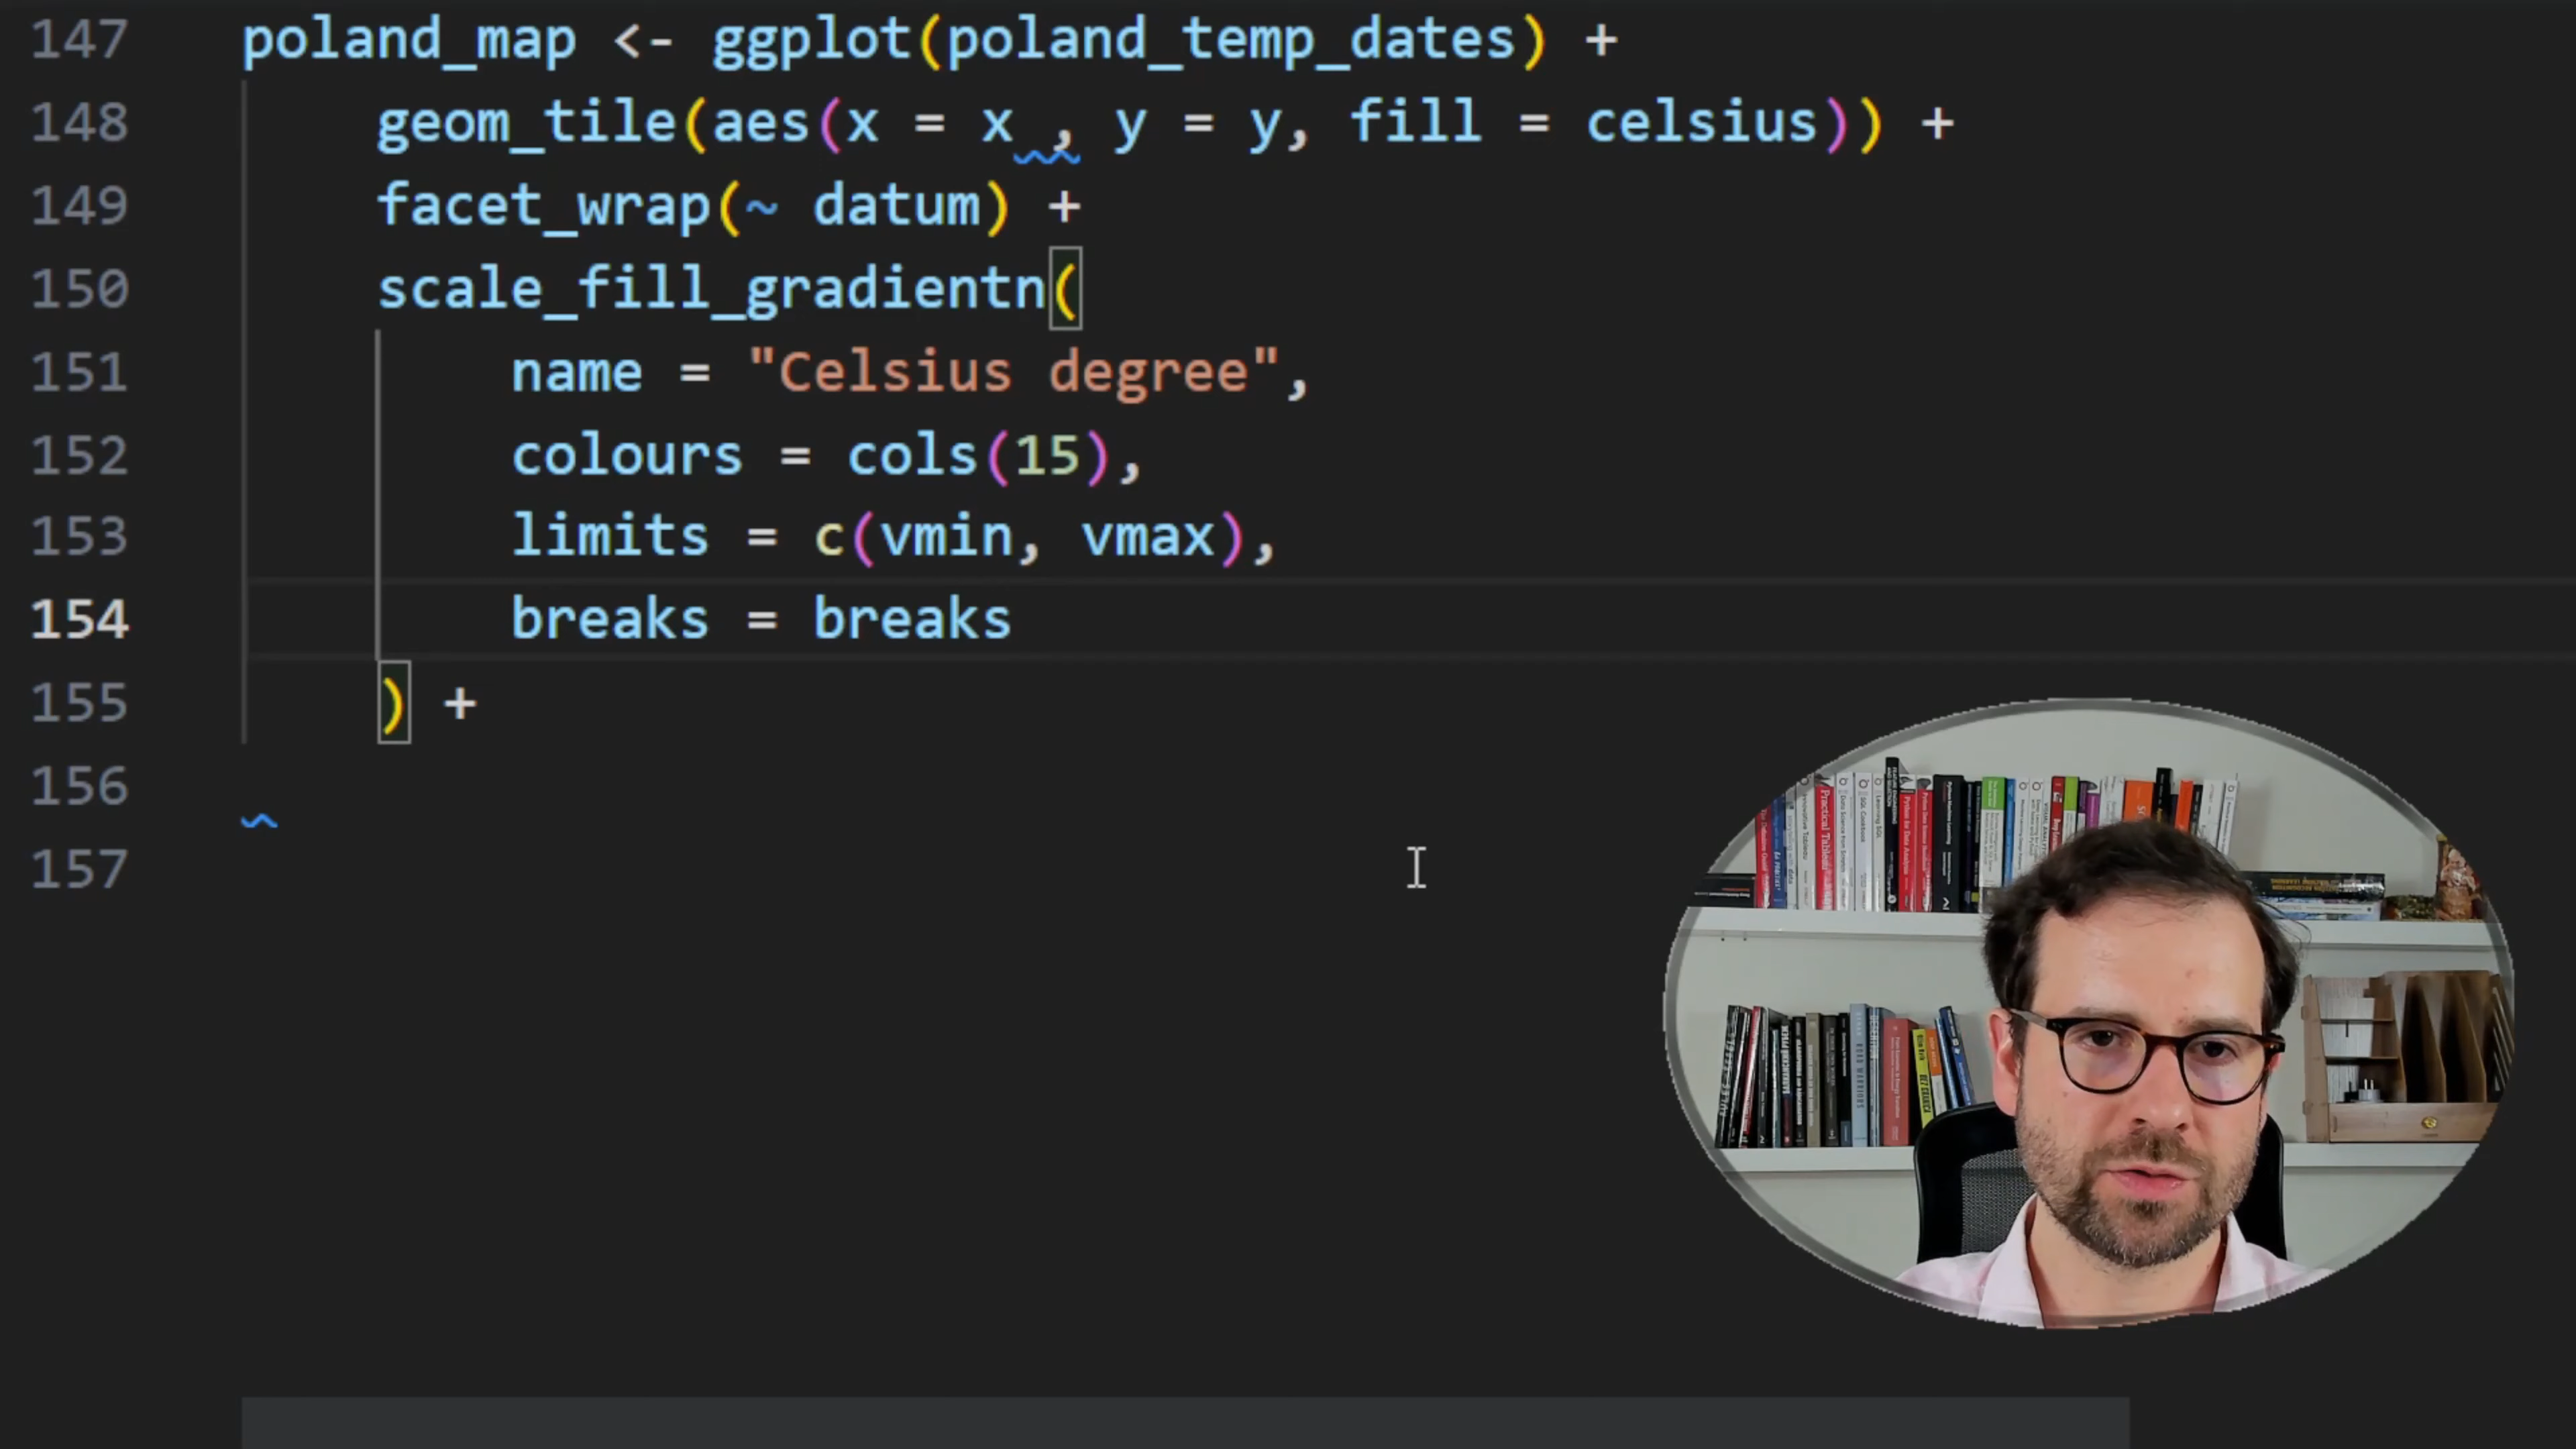 147 poland_map <- ggplot(poland_temp_dates) +
148 geom_tile(aes(x = x , y = y, fill = celsius)) +
149 facet_wrap(~ datum) +
150 scale_fill_gradientn(
151 name = "Celsius degree",
152 colours = cols(15),
153 limits = c(vmin, vmax),
154 breaks = breaks
155 ) +
156
157